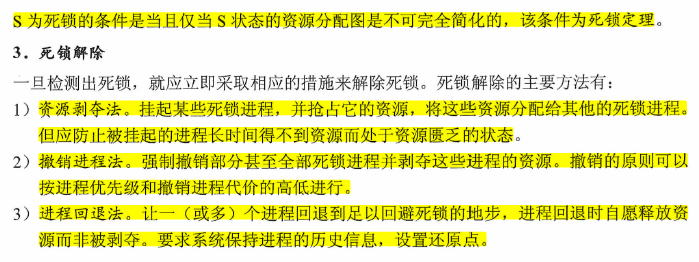 S 为死锁的条件是当且仅当 S 状态的资源分配图是不可完全简化的，该条件为死锁定理。
3．死锁解除
一旦检测出死锁，就应立即采取相应的措施来解除死锁。死锁解除的主要方法有：
1）资源剥夺法。挂起某些死锁进程，并抢占它的资源，将这些资源分配给其他的死锁进程。
但应防止被挂起的进程长时间得不到资源而处于资源匮乏的状态。
2）撤销进程法。强制撤销部分甚至全部死锁进程并剥夺这些进程的资源。撤销的原则可以
按进程优先级和撤销进程代价的高低进行。
3）进程回退法。让一（或多）个进程回退到足以回避死锁的地步，进程回退时自愿释放资
源而非被剥夺。要求系统保持进程的历史信息，设置还原点。